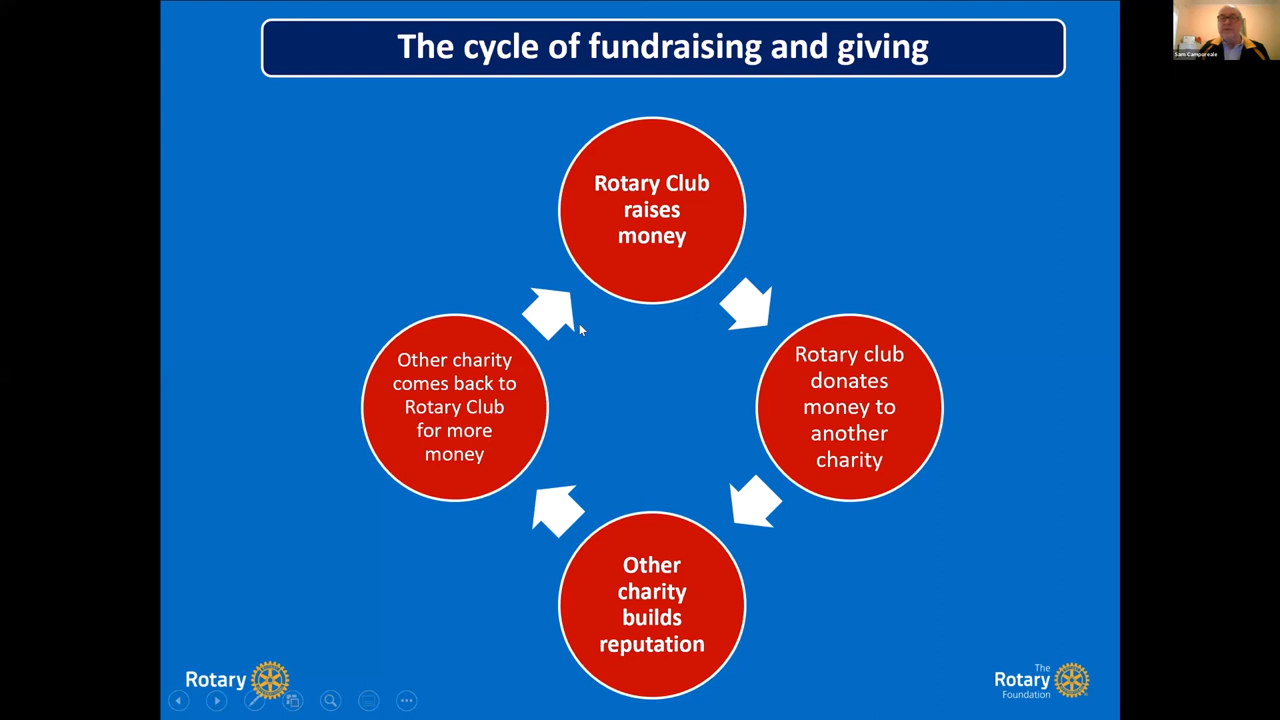 The cycle of fundraising and giving
Sam Camporeale
Rotary Club
raises
money
Rotary club
donates
money to
another
charity
Other
charity
builds
reputation
Other charity
comes back to
Rotary Club
for more
money
Rotary
The
Rotary
Foundation